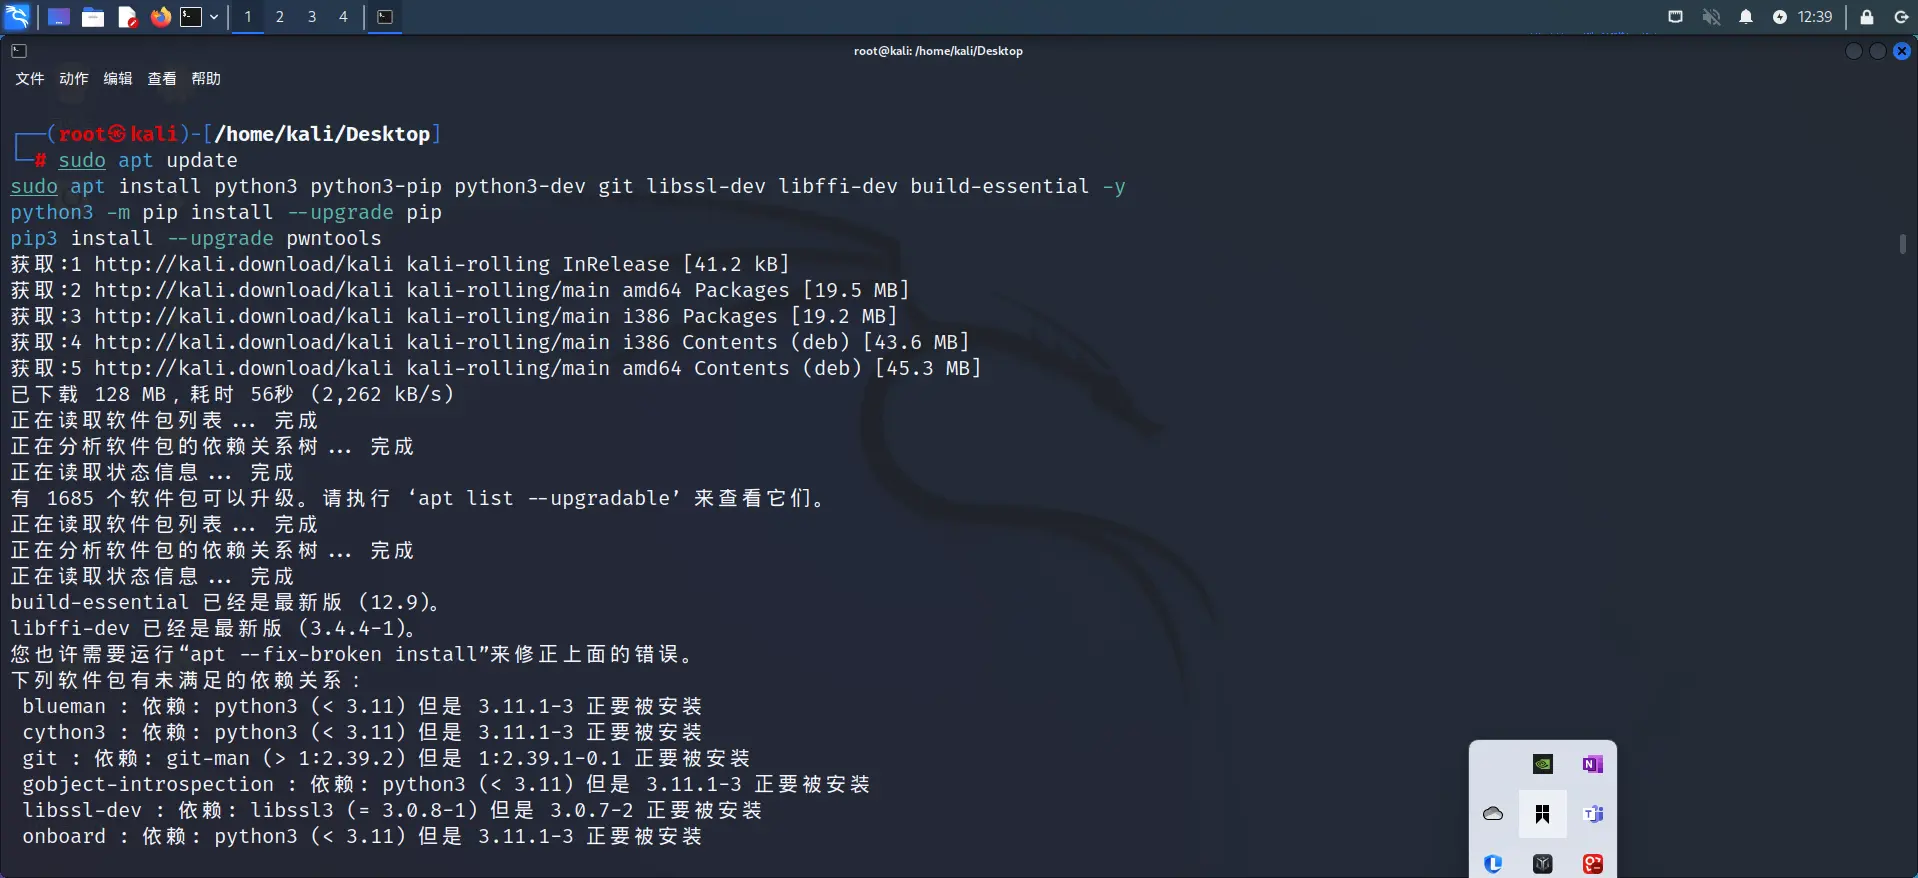 1 2 3 4 12:39
root@kali: /home/kali/Desktop
文件 动作 编辑 查看 帮助
┌──(root㉿kali)-[/home/kali/Desktop]
└─# sudo apt update
sudo apt install python3 python3-pip python3-dev git libssl-dev libffi-dev build-essential -y
python3 -m pip install --upgrade pip
pip3 install --upgrade pwntools
获取:1 http://kali.download/kali kali-rolling InRelease [41.2 kB]
获取:2 http://kali.download/kali kali-rolling/main amd64 Packages [19.5 MB]
获取:3 http://kali.download/kali kali-rolling/main i386 Packages [19.2 MB]
获取:4 http://kali.download/kali kali-rolling/main i386 Contents (deb) [43.6 MB]
获取:5 http://kali.download/kali kali-rolling/main amd64 Contents (deb) [45.3 MB]
已下载 128 MB，耗时 56秒 (2,262 kB/s)
正在读取软件包列表... 完成
正在分析软件包的依赖关系树... 完成
正在读取状态信息... 完成
有 1685 个软件包可以升级。请执行 ‘apt list --upgradable’ 来查看它们。
正在读取软件包列表... 完成
正在分析软件包的依赖关系树... 完成
正在读取状态信息... 完成
build-essential 已经是最新版 (12.9)。
libffi-dev 已经是最新版 (3.4.4-1)。
您也许需要运行“apt --fix-broken install”来修正上面的错误。
下列软件包有未满足的依赖关系：
blueman : 依赖: python3 (< 3.11) 但是 3.11.1-3 正要被安装
cython3 : 依赖: python3 (< 3.11) 但是 3.11.1-3 正要被安装
git : 依赖: git-man (> 1:2.39.2) 但是 1:2.39.1-0.1 正要被安装
gobject-introspection : 依赖: python3 (< 3.11) 但是 3.11.1-3 正要被安装
libssl-dev : 依赖: libssl3 (= 3.0.8-1) 但是 3.0.7-2 正要被安装
onboard : 依赖: python3 (< 3.11) 但是 3.11.1-3 正要被安装